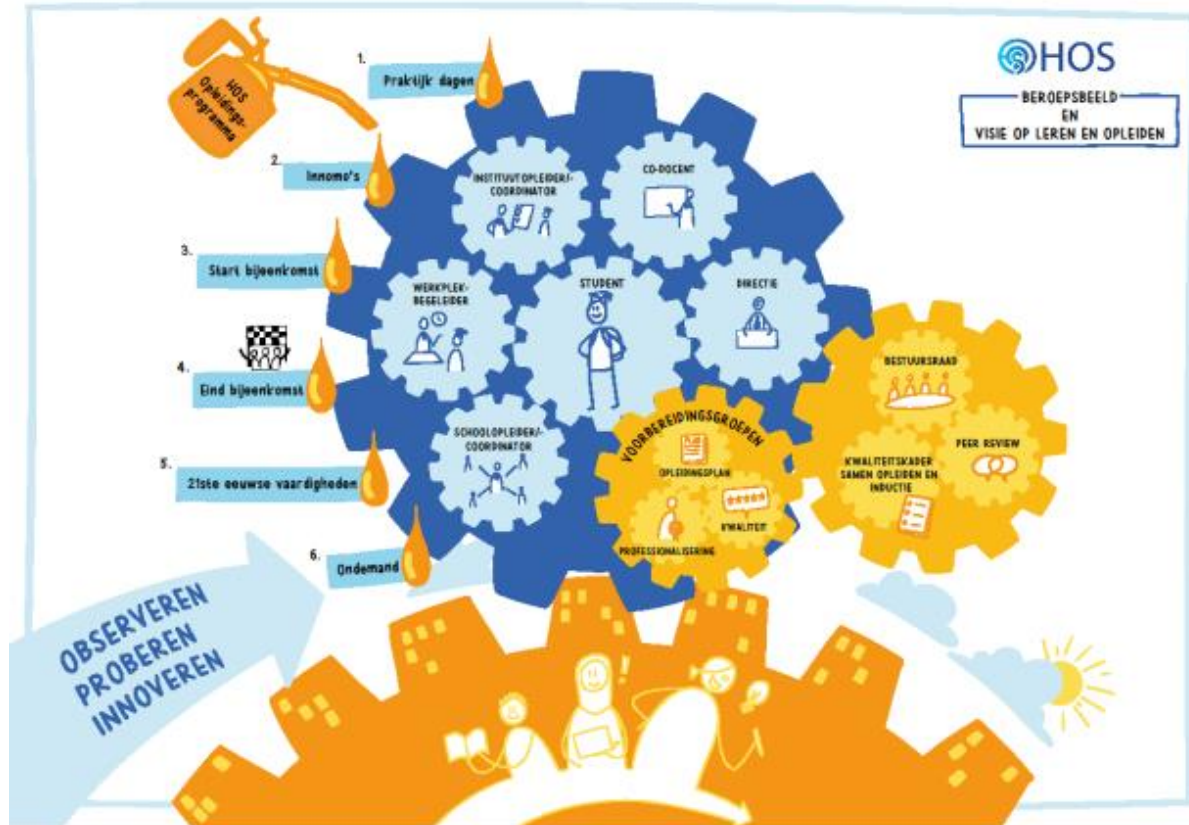 HOS
Opleidings-
programma
1.
Praktijk dagen
2.
Innomo's
3.
Start bijeenkomst
4.
Eind bijeenkomst
5.
21ste eeuwse vaardigheden
6.
Ondemand
HOS
BEROEPSBEELD
EN
VISIE OP LEREN EN OPLEIDEN
INSTITUUTOPLEIDER/-
COORDINATOR
CO-DOCENT
WERKPLEK-
BEGELEIDER
STUDENT
DIRECTIE
SCHOOLOPLEIDER/-
COORDINATOR
VOORBEREIDINGSGROEPEN
OPLEIDINGSPLAN
KWALITEIT
PROFESSIONALISERING
BESTUURSRAAD
PEER REVIEW
KWALITEITSKADER
SAMEN OPLEIDEN EN
INDUCTIE
OBSERVEREN
PROBEREN
INNOVEREN
!